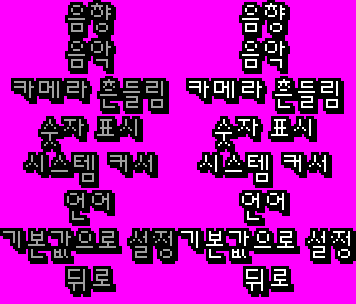 음향 음향
음악 음악
카메라 흔들림 카메라 흔들림
숫자 표시 숫자 표시
시스템 커서 시스템 커서
언어 언어
기본값으로 설정 기본값으로 설정
뒤로 뒤로